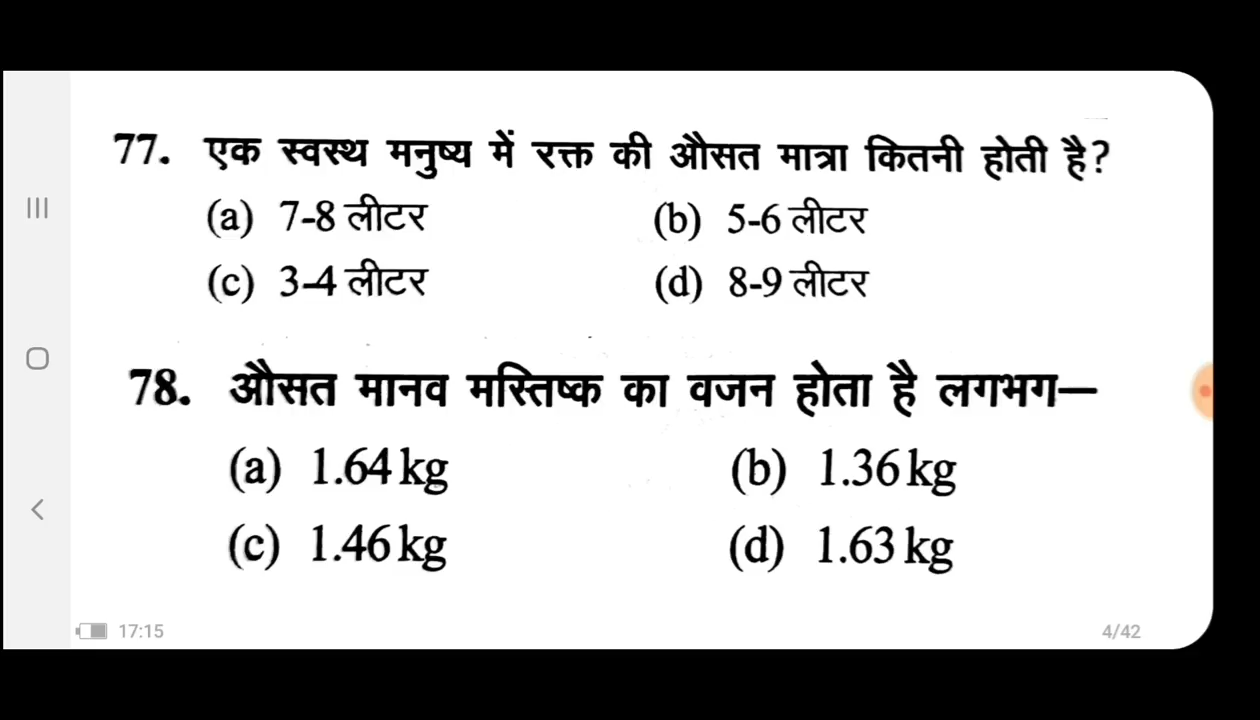 77. एक स्वस्थ मनुष्य में रक्त की औसत मात्रा कितनी होती है?
(a) 7-8 लीटर (b) 5-6 लीटर
(c) 3-4 लीटर (d) 8-9 लीटर
78. औसत मानव मस्तिष्क का वजन होता है लगभग—
(a) 1.64 kg (b) 1.36 kg
(c) 1.46 kg (d) 1.63 kg
17:15 4/42